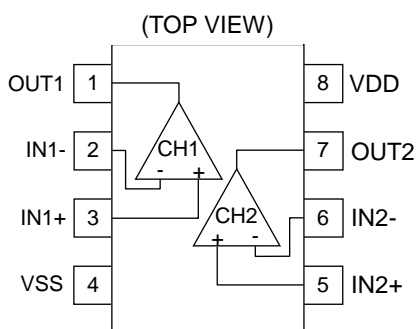 (TOP VIEW)
OUT1 1 8 VDD
IN1- 2 CH1 - + 7 OUT2
IN1+ 3 CH2 + - 6 IN2-
VSS 4 5 IN2+